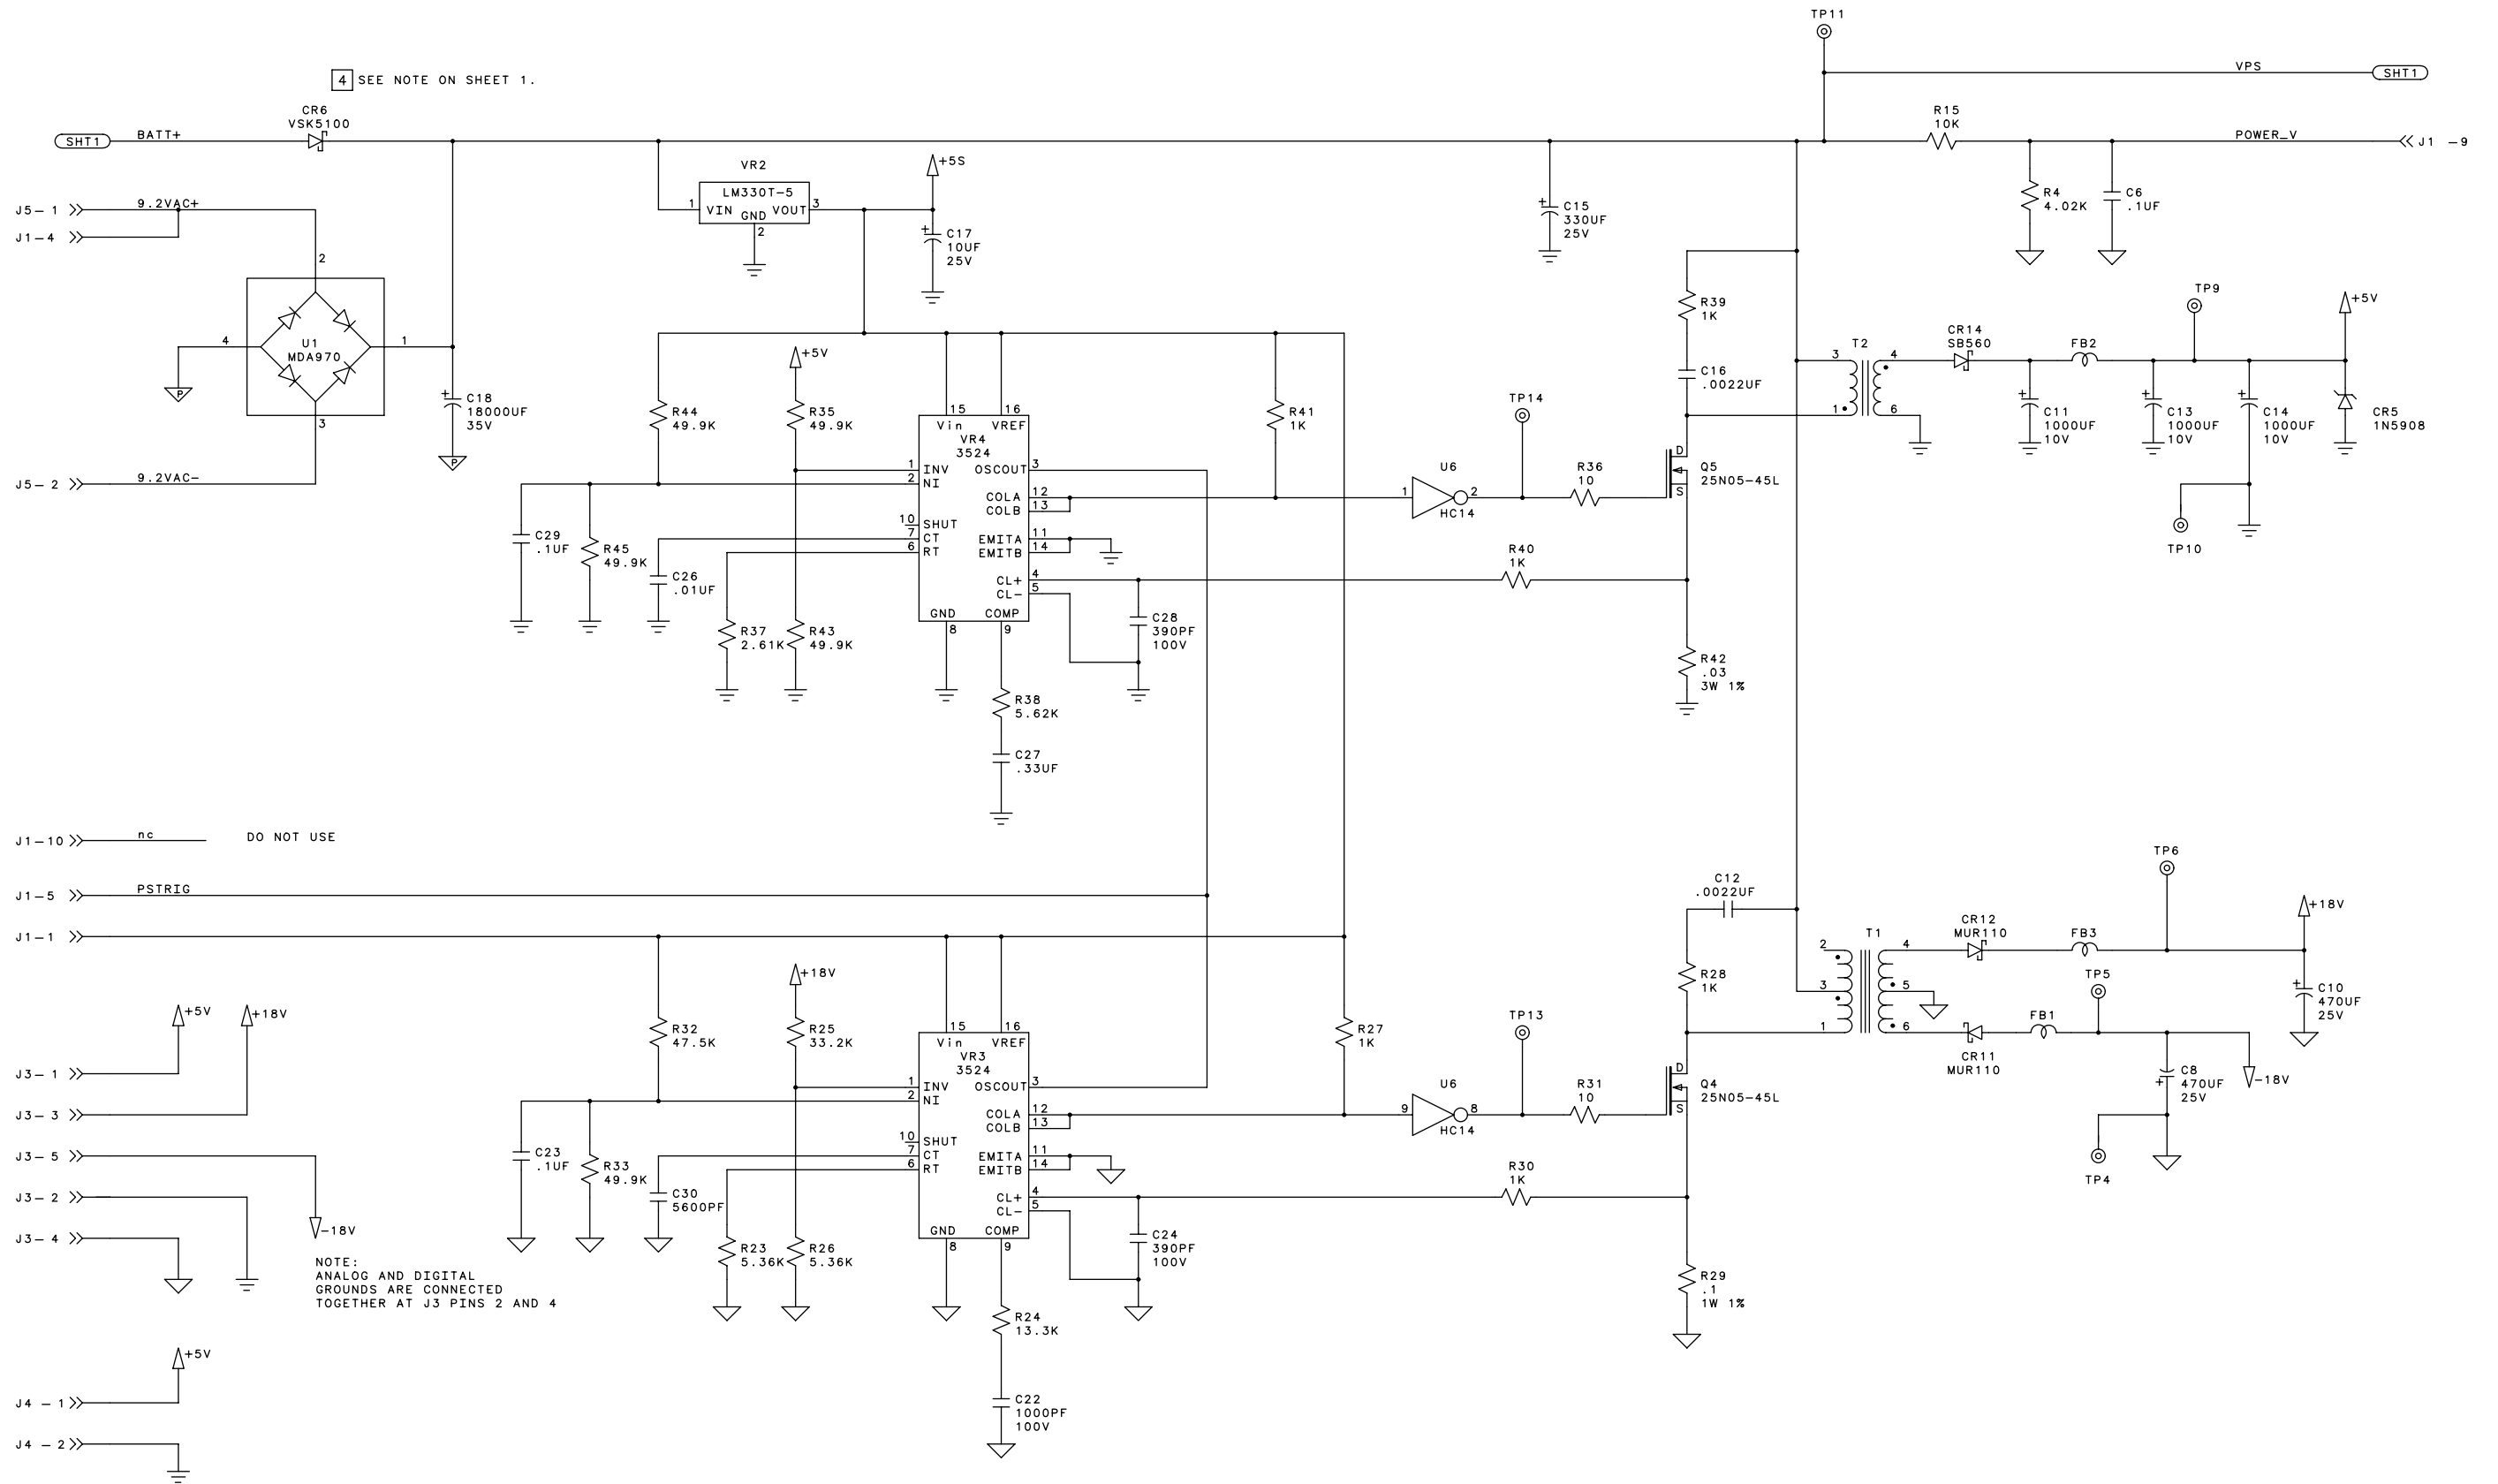 TP11
4 SEE NOTE ON SHEET 1.
VPS
SHT1
CR6
VSK5100
R15
10K
SHT1
BATT+
POWER_V
J1 -9
VR2
+5S
LM330T-5
1
VIN
GND
VOUT
3
2
C17
10UF
25V
C15
330UF
25V
R4
4.02K
C6
.1UF
J5-1
9.2VAC+
J1-4
2
U1
MDA970
4
1
3
P
C18
18000UF
35V
P
J5-2
9.2VAC-
R39
1K
C16
.0022UF
T2
3
4
1
6
CR14
SB560
FB2
TP9
+5V
C11
1000UF
10V
C13
1000UF
10V
C14
1000UF
10V
CR5
1N5908
TP10
+5V
R44
49.9K
R35
49.9K
15
16
Vin
VREF
VR4
3524
1
INV
OSCOUT
3
2
NI
COLA
12
COLB
13
10
SHUT
7
CT
EMITA
11
6
RT
EMITB
14
CL+
4
CL-
5
GND
COMP
8
9
R41
1K
TP14
1
U6
2
HC14
R36
10
D
S
Q5
25N05-45L
C29
.1UF
R45
49.9K
C26
.01UF
R37
2.61K
R43
49.9K
C28
390PF
100V
R40
1K
R42
.03
3W 1%
R38
5.62K
C27
.33UF
J1-10
nc
DO NOT USE
J1-5
PSTRIG
J1-1
C12
.0022UF
R28
1K
T1
2
3
1
4
5
6
CR12
MUR110
FB3
TP6
+18V
TP5
C10
470UF
25V
CR11
MUR110
FB1
C8
470UF
25V
-18V
TP4
+5V
+18V
J3-1
J3-3
J3-5
J3-2
J3-4
-18V
NOTE:
ANALOG AND DIGITAL
GROUNDS ARE CONNECTED
TOGETHER AT J3 PINS 2 AND 4
+18V
R32
47.5K
R25
33.2K
15
16
Vin
VREF
VR3
3524
1
INV
OSCOUT
3
2
NI
COLA
12
COLB
13
10
SHUT
7
CT
EMITA
11
6
RT
EMITB
14
CL+
4
CL-
5
GND
COMP
8
9
R27
1K
TP13
9
U6
8
HC14
R31
10
D
S
Q4
25N05-45L
C23
.1UF
R33
49.9K
C30
5600PF
R23
5.36K
R26
5.36K
C24
390PF
100V
R30
1K
R29
.1
1W 1%
R24
13.3K
C22
1000PF
100V
+5V
J4 - 1
J4 - 2